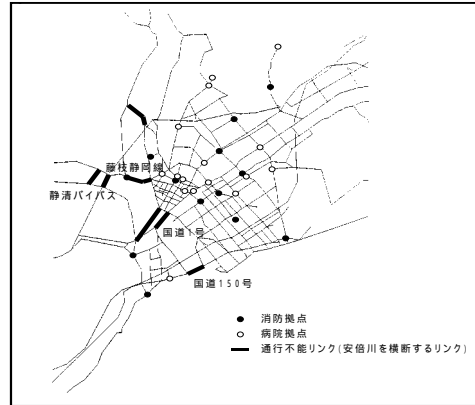 藤枝静岡線
静清バイパス
国道1号
国道150号
消防拠点
病院拠点
通行不能リンク(安倍川を横断するリンク)